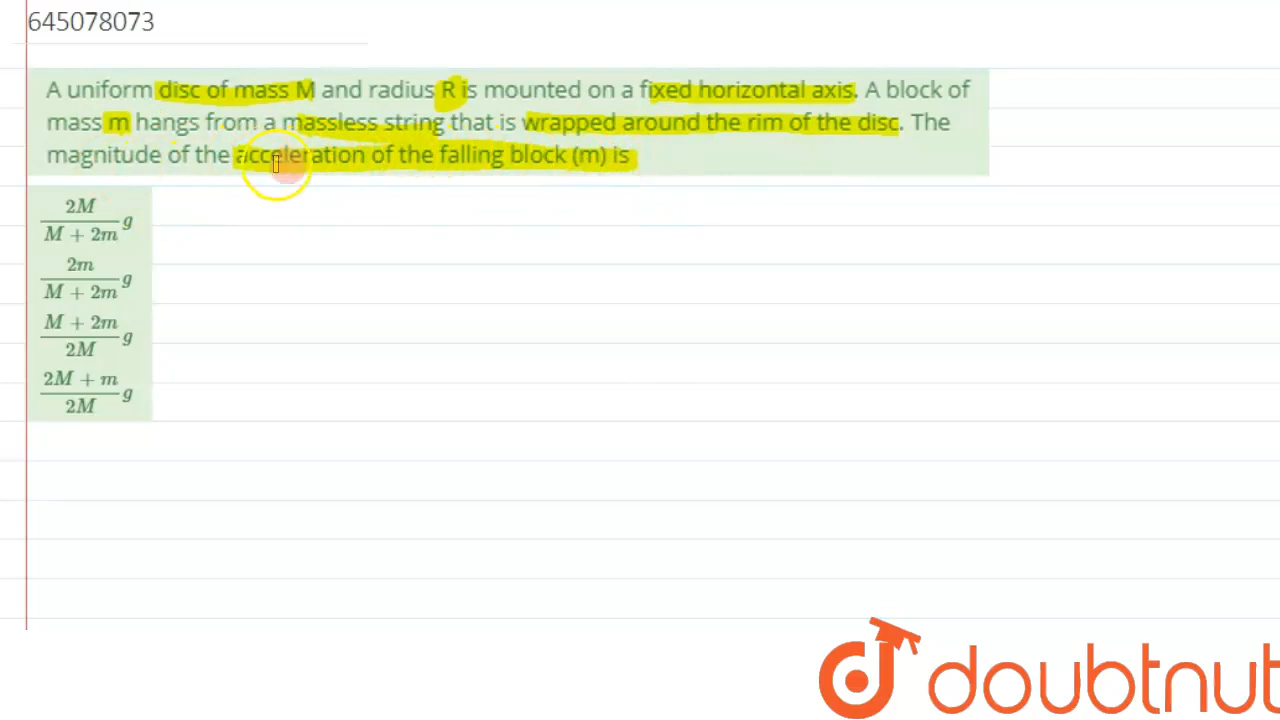 645078073
A uniform disc of mass M and radius R is mounted on a fixed horizontal axis. A block of
mass m hangs from a massless string that is wrapped around the rim of the disc. The
magnitude of the acceleration of the falling block (m) is
2M
M + 2m g
2m
M + 2m g
M + 2m
2M g
2M + m
2M g
doubtnut